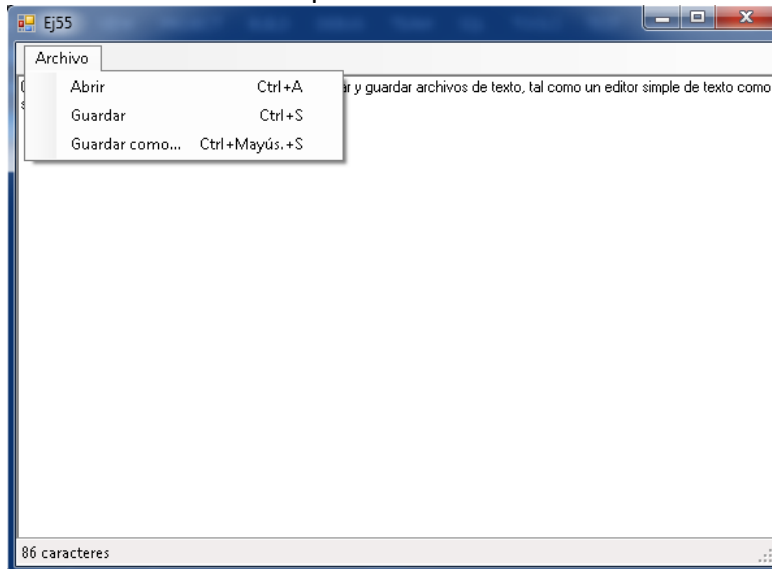 Ej55
Archivo
Abrir Ctrl+A
Guardar Ctrl+S
Guardar como... Ctrl+Mayús.+S
y guardar archivos de texto, tal como un editor simple de texto como
86 caracteres